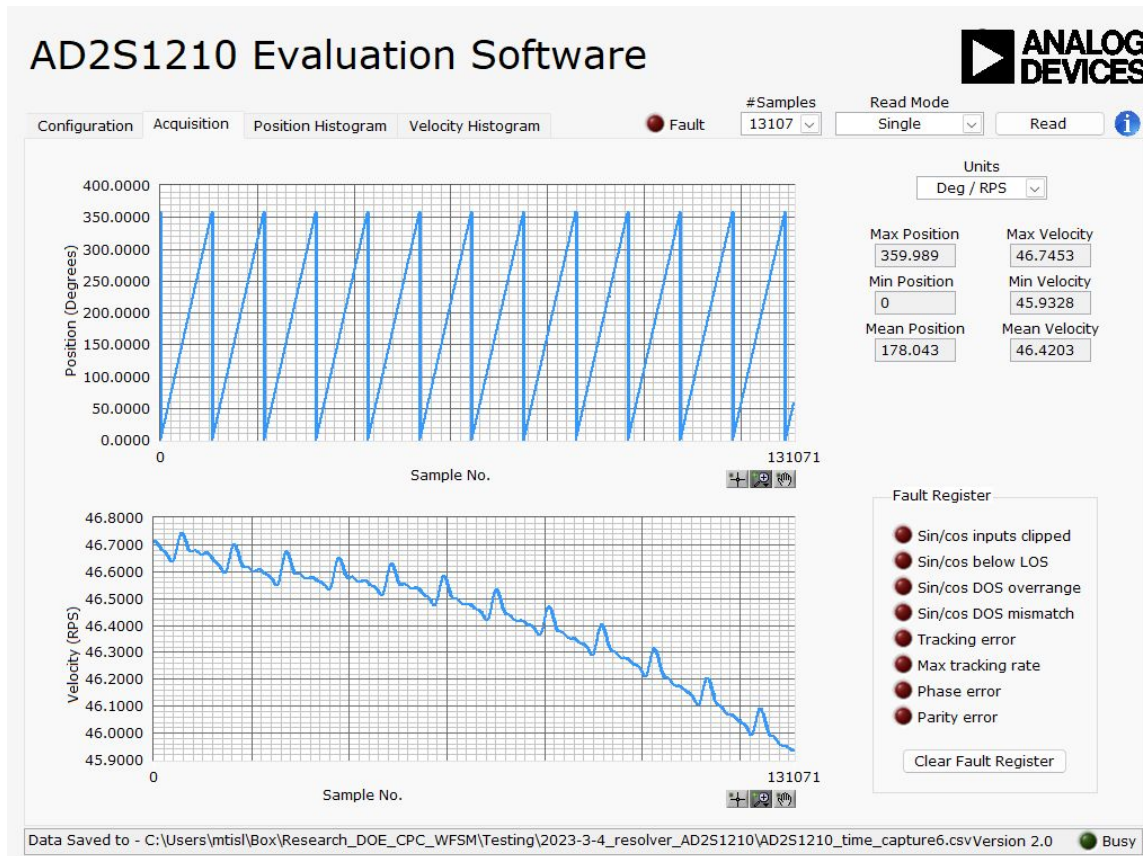 AD2S1210 Evaluation Software
ANALOG
DEVICES
#Samples
Read Mode
Configuration
Acquisition
Position Histogram
Velocity Histogram
Fault
13107
Single
Read
i
Units
Deg / RPS
Max Position
Max Velocity
359.989
46.7453
Min Position
Min Velocity
0
45.9328
Mean Position
Mean Velocity
178.043
46.4203
400.0000
350.0000
300.0000
250.0000
200.0000
150.0000
100.0000
50.0000
0.0000
Position (Degrees)
0
131071
Sample No.
46.8000
46.7000
46.6000
46.5000
46.4000
46.3000
46.2000
46.1000
46.0000
45.9000
Velocity (RPS)
0
131071
Sample No.
Fault Register
Sin/cos inputs clipped
Sin/cos below LOS
Sin/cos DOS overrange
Sin/cos DOS mismatch
Tracking error
Max tracking rate
Phase error
Parity error
Clear Fault Register
Data Saved to - C:\Users\mtisl\Box\Research_DOE_CPC_WFSM\Testing\2023-3-4_resolver_AD2S1210\AD2S1210_time_capture6.csv
Version 2.0
Busy